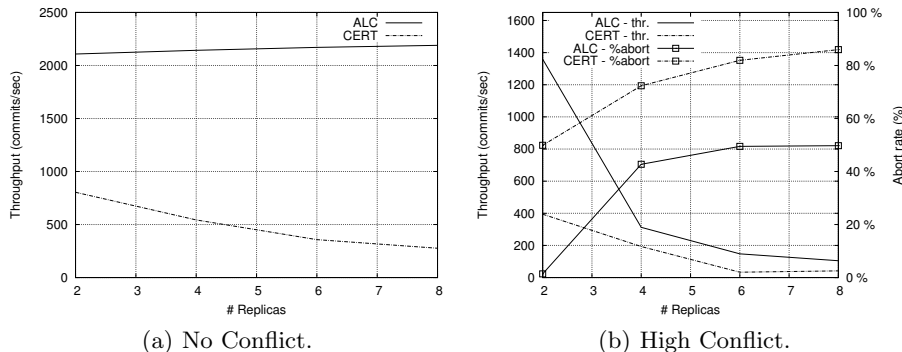 2500
2000
1500
1000
500
0
2 3 4 5 6 7 8
Throughput (commits/sec)
# Replicas
ALC
CERT
(a) No Conflict.
1600
1400
1200
1000
800
600
400
200
0
2 3 4 5 6 7 8
Throughput (commits/sec)
# Replicas
ALC - thr.
CERT - thr.
ALC - %abort
CERT - %abort
100 %
80 %
60 %
40 %
20 %
0 %
Abort rate (%)
(b) High Conflict.